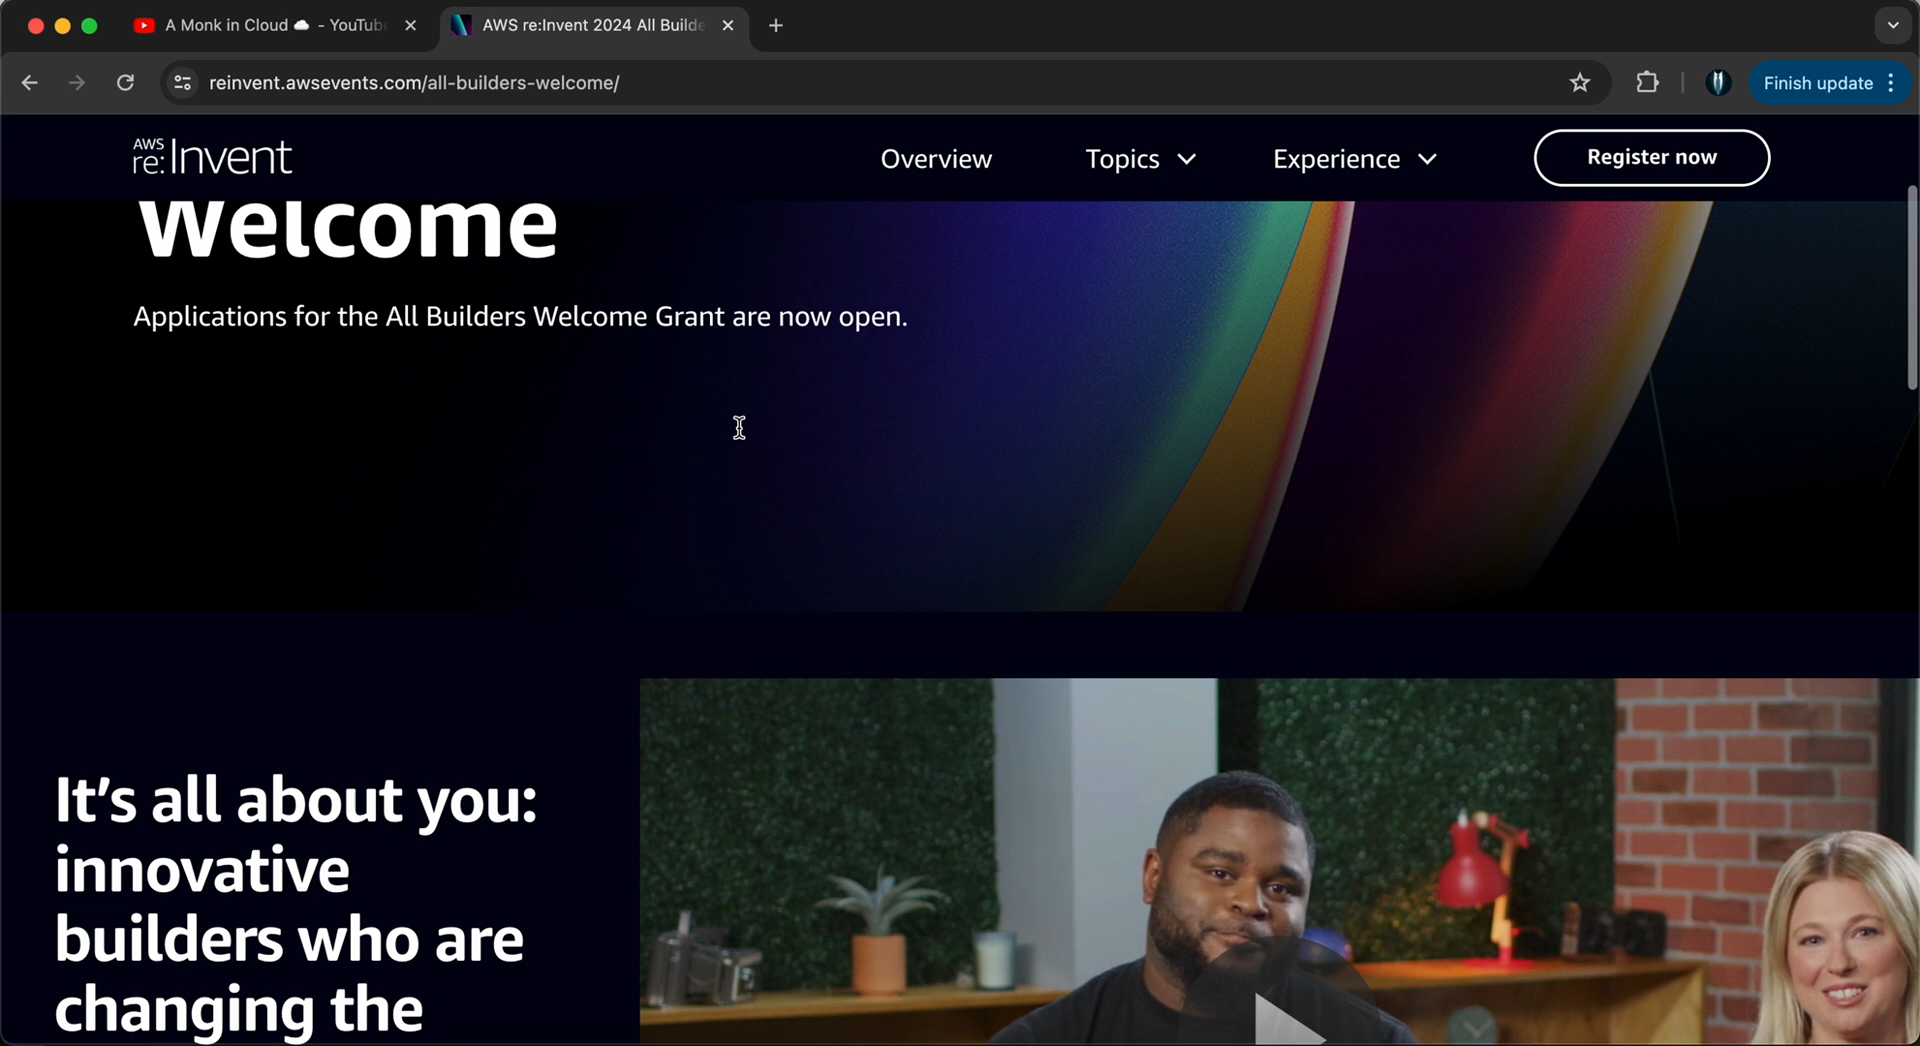 A Monk in Cloud ☁️ - YouTub
AWS re:Invent 2024 All Builde
reinvent.awsevents.com/all-builders-welcome/
Finish update
AWS
re:Invent
Overview
Topics
Experience
Register now
Welcome
Applications for the All Builders Welcome Grant are now open.
It’s all about you:
innovative
builders who are
changing the